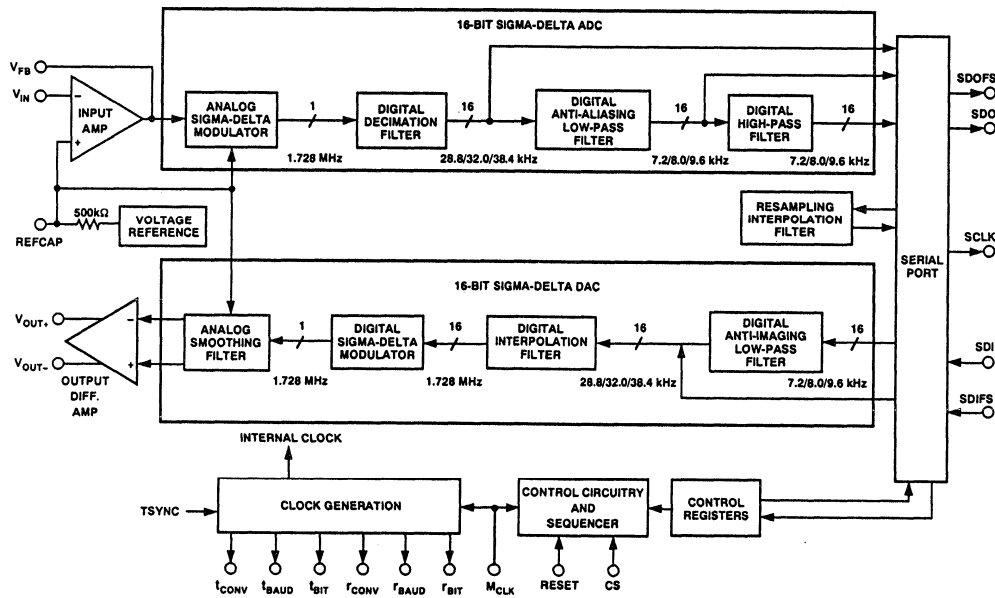 16-BIT SIGMA-DELTA ADC
VFB
VIN
INPUT
AMP
−
+
ANALOG
SIGMA-DELTA
MODULATOR
1
1.728 MHz
DIGITAL
DECIMATION
FILTER
16
28.8/32.0/38.4 kHz
DIGITAL
ANTI-ALIASING
LOW-PASS
FILTER
16
7.2/8.0/9.6 kHz
DIGITAL
HIGH-PASS
FILTER
16
7.2/8.0/9.6 kHz
SDOFS
SDO
REFCAP
500kΩ
VOLTAGE
REFERENCE
RESAMPLING
INTERPOLATION
FILTER
SERIAL
PORT
SCLK
16-BIT SIGMA-DELTA DAC
VOUT+
VOUT−
−
+
OUTPUT
DIFF.
AMP
ANALOG
SMOOTHING
FILTER
1
1.728 MHz
DIGITAL
SIGMA-DELTA
MODULATOR
16
1.728 MHz
DIGITAL
INTERPOLATION
FILTER
16
28.8/32.0/38.4 kHz
DIGITAL
ANTI-IMAGING
LOW-PASS
FILTER
16
7.2/8.0/9.6 kHz
SDI
SDIFS
INTERNAL CLOCK
TSYNC
CLOCK GENERATION
CONTROL CIRCUITRY
AND
SEQUENCER
CONTROL
REGISTERS
tCONV
tBAUD
tBIT
rCONV
rBAUD
rBIT
MCLK
RESET
CS